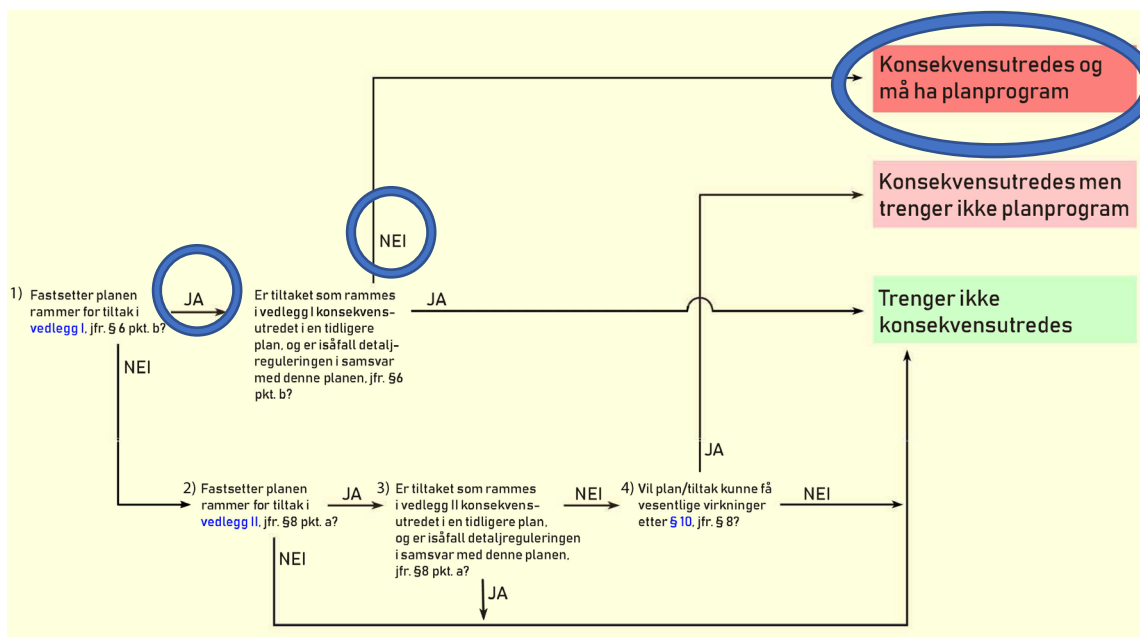 Konsekvensutredes og
må ha planprogram
Konsekvensutredes men
trenger ikke planprogram
NEI
1) Fastsetter planen
rammer for tiltak i
vedlegg I, jfr. § 6 pkt. b?
JA
Er tiltaket som rammes
i vedlegg I konsekvens-
utredet i en tidligere
plan, og er isåfall detalj-
reguleringen i samsvar
med denne planen, jfr. §6
pkt. b?
JA
Trenger ikke
konsekvensutredes
NEI
JA
2) Fastsetter planen
rammer for tiltak i
vedlegg II, jfr. §8 pkt. a?
JA
3) Er tiltaket som rammes
i vedlegg II konsekvens-
utredet i en tidligere plan,
og er isåfall detaljreguleringen
i samsvar med denne planen,
jfr. §8 pkt. a?
NEI
4) Vil plan/tiltak kunne få
vesentlige virkninger
etter § 10, jfr. § 8?
NEI
NEI
JA